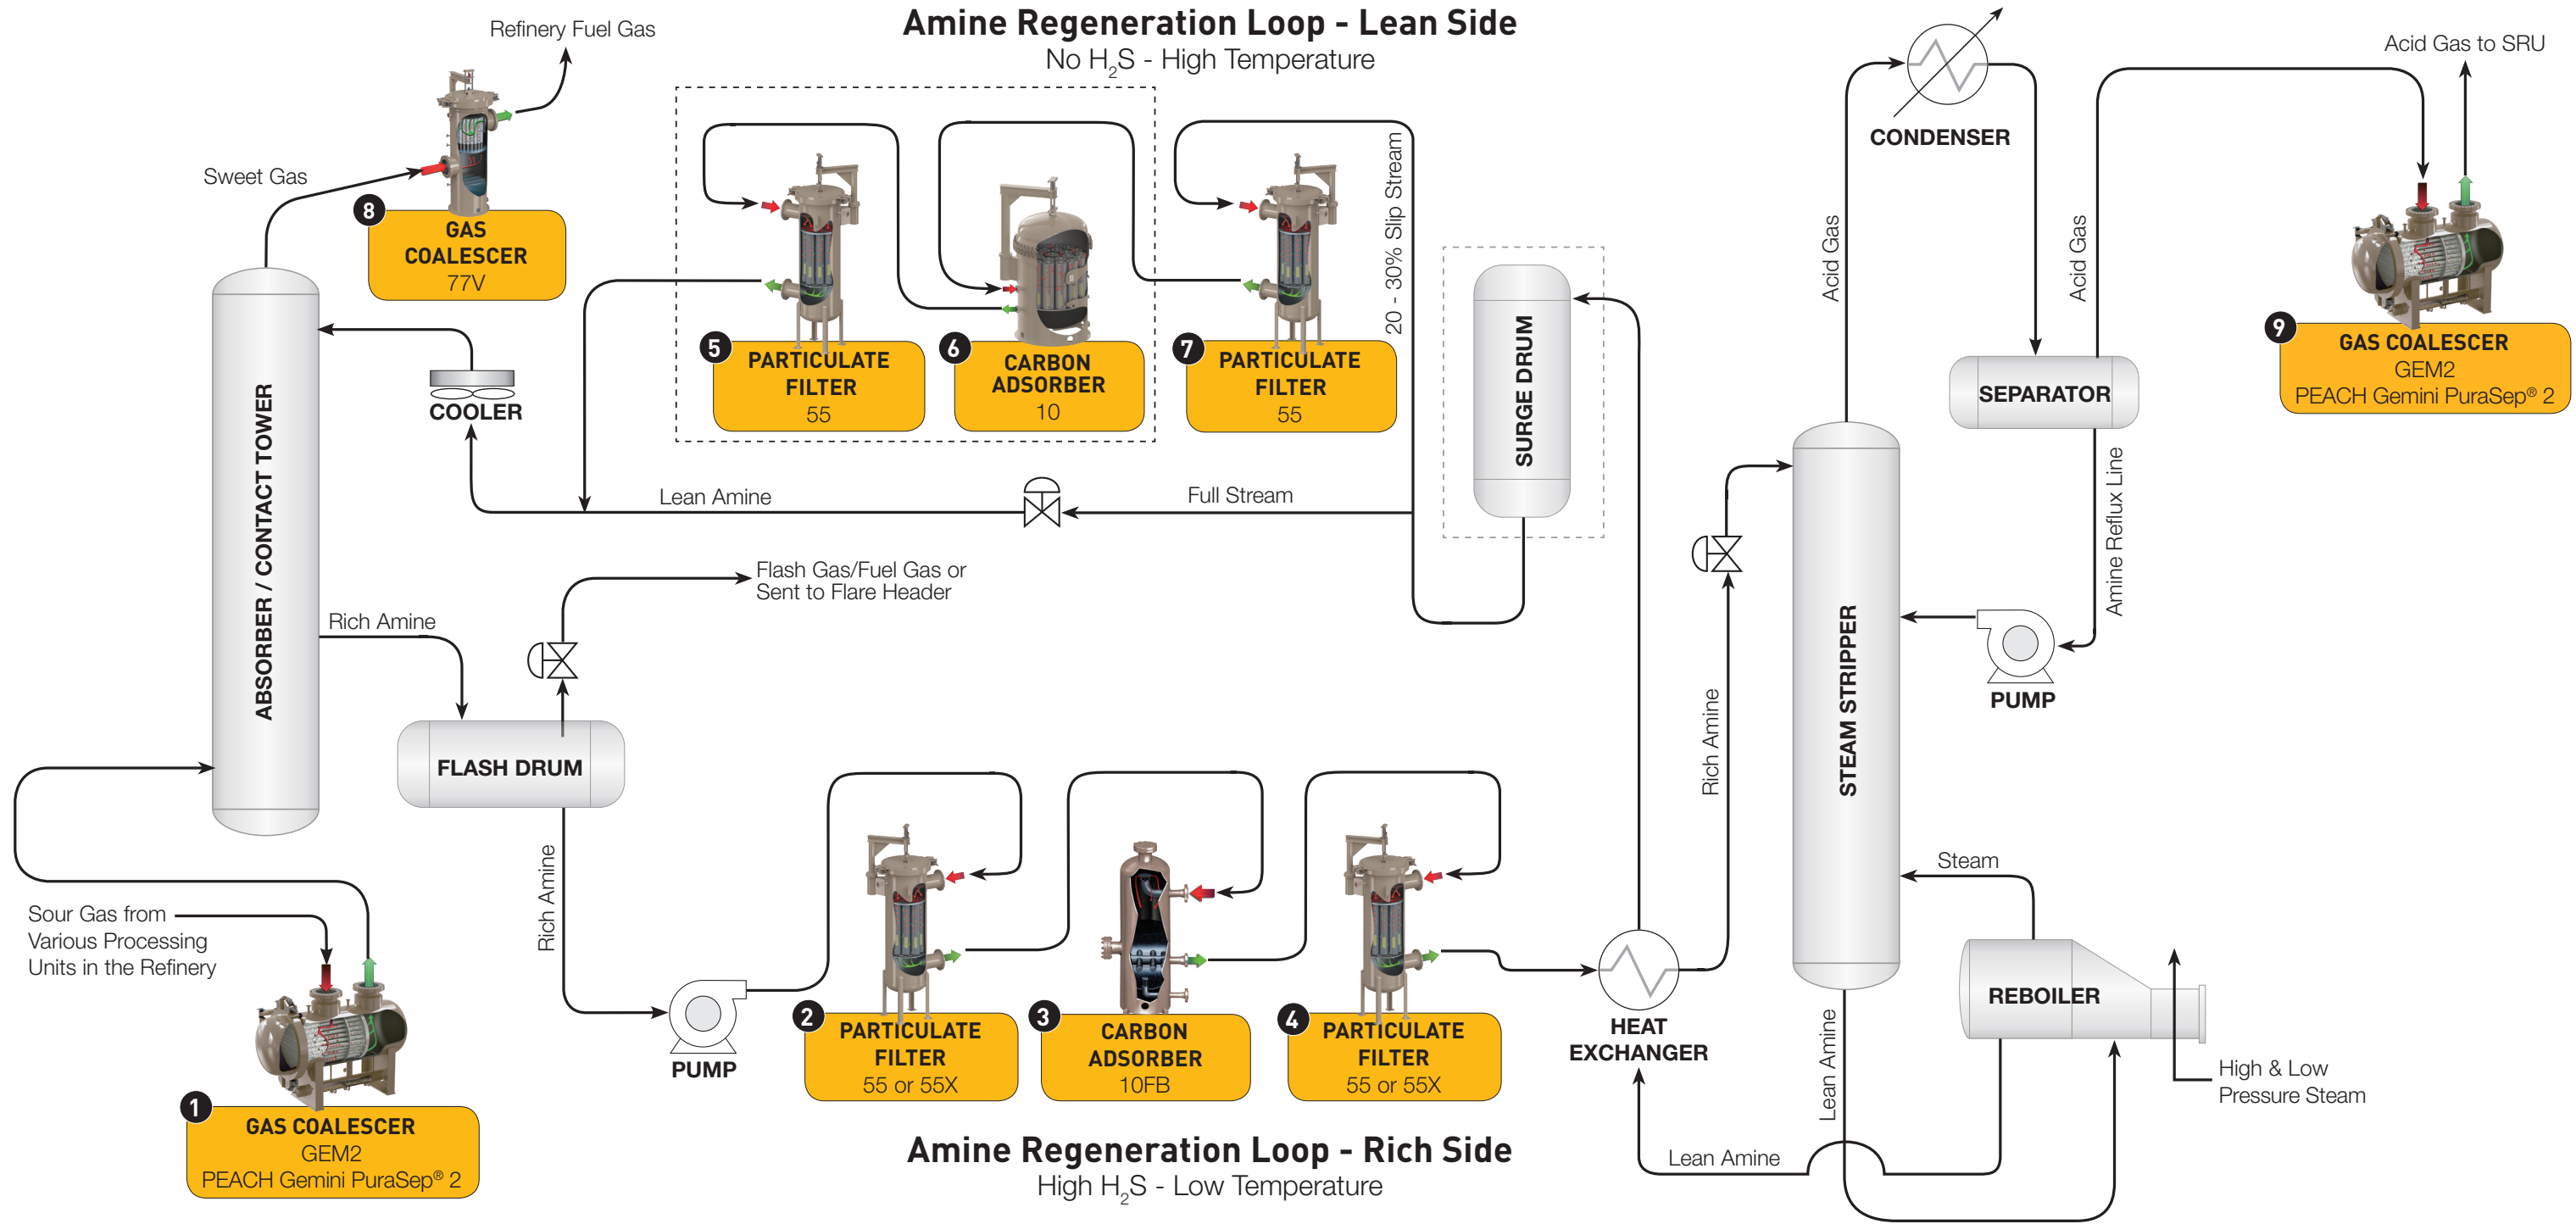 Amine Regeneration Loop - Lean Side
No H₂S - High Temperature
Refinery Fuel Gas
Sweet Gas
8
GAS
COALESCER
77V
ABSORBER / CONTACT TOWER
COOLER
5
PARTICULATE
FILTER
55
6
CARBON
ADSORBER
10
7
PARTICULATE
FILTER
55
20 - 30% Slip Stream
SURGE DRUM
Lean Amine
Full Stream
CONDENSER
Acid Gas
Acid Gas
Acid Gas to SRU
9
GAS COALESCER
GEM2
PEACH Gemini PuraSep® 2
SEPARATOR
Amine Reflux Line
PUMP
STEAM STRIPPER
Rich Amine
Flash Gas/Fuel Gas or
Sent to Flare Header
Rich Amine
FLASH DRUM
Rich Amine
PUMP
Sour Gas from
Various Processing
Units in the Refinery
1
GAS COALESCER
GEM2
PEACH Gemini PuraSep® 2
2
PARTICULATE
FILTER
55 or 55X
3
CARBON
ADSORBER
10FB
4
PARTICULATE
FILTER
55 or 55X
HEAT
EXCHANGER
Steam
REBOILER
High & Low
Pressure Steam
Lean Amine
Lean Amine
Amine Regeneration Loop - Rich Side
High H₂S - Low Temperature